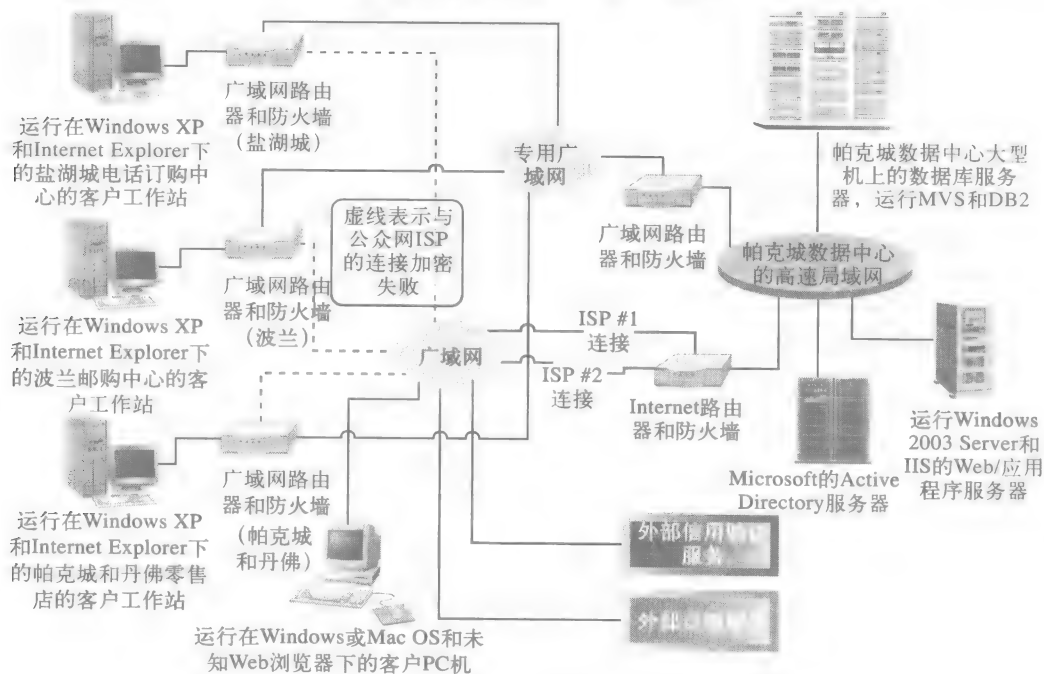 运行在Windows XP
和Internet Explorer下
的盐湖城电话订购中
心的客户工作站
广域网路由
器和防火墙
(盐湖城)
专用广
域网
广域网路由
器和防火墙
帕克城数据中心大型
机上的数据库服务
器，运行MVS和DB2
帕克城数据中心
的高速局域网
虚线表示与
公众网ISP
的连接加密
失败
运行在Windows XP
和Internet Explorer下
的波兰邮购中心的客
户工作站
广域网路由
器和防火墙
(波兰)
广域网
ISP #1
连接
ISP #2
连接
Internet路由
器和防火墙
Microsoft的Active
Directory服务器
运行Windows
2003 Server和
IIS的Web/应用
程序服务器
运行在Windows XP
和Internet Explorer下
的帕克城和丹佛零售
店的客户工作站
广域网路由
器和防火墙
(帕克城
和丹佛)
运行在Windows或Mac OS和未
知Web浏览器下的客户PC机
外部信用验证
服务
外部